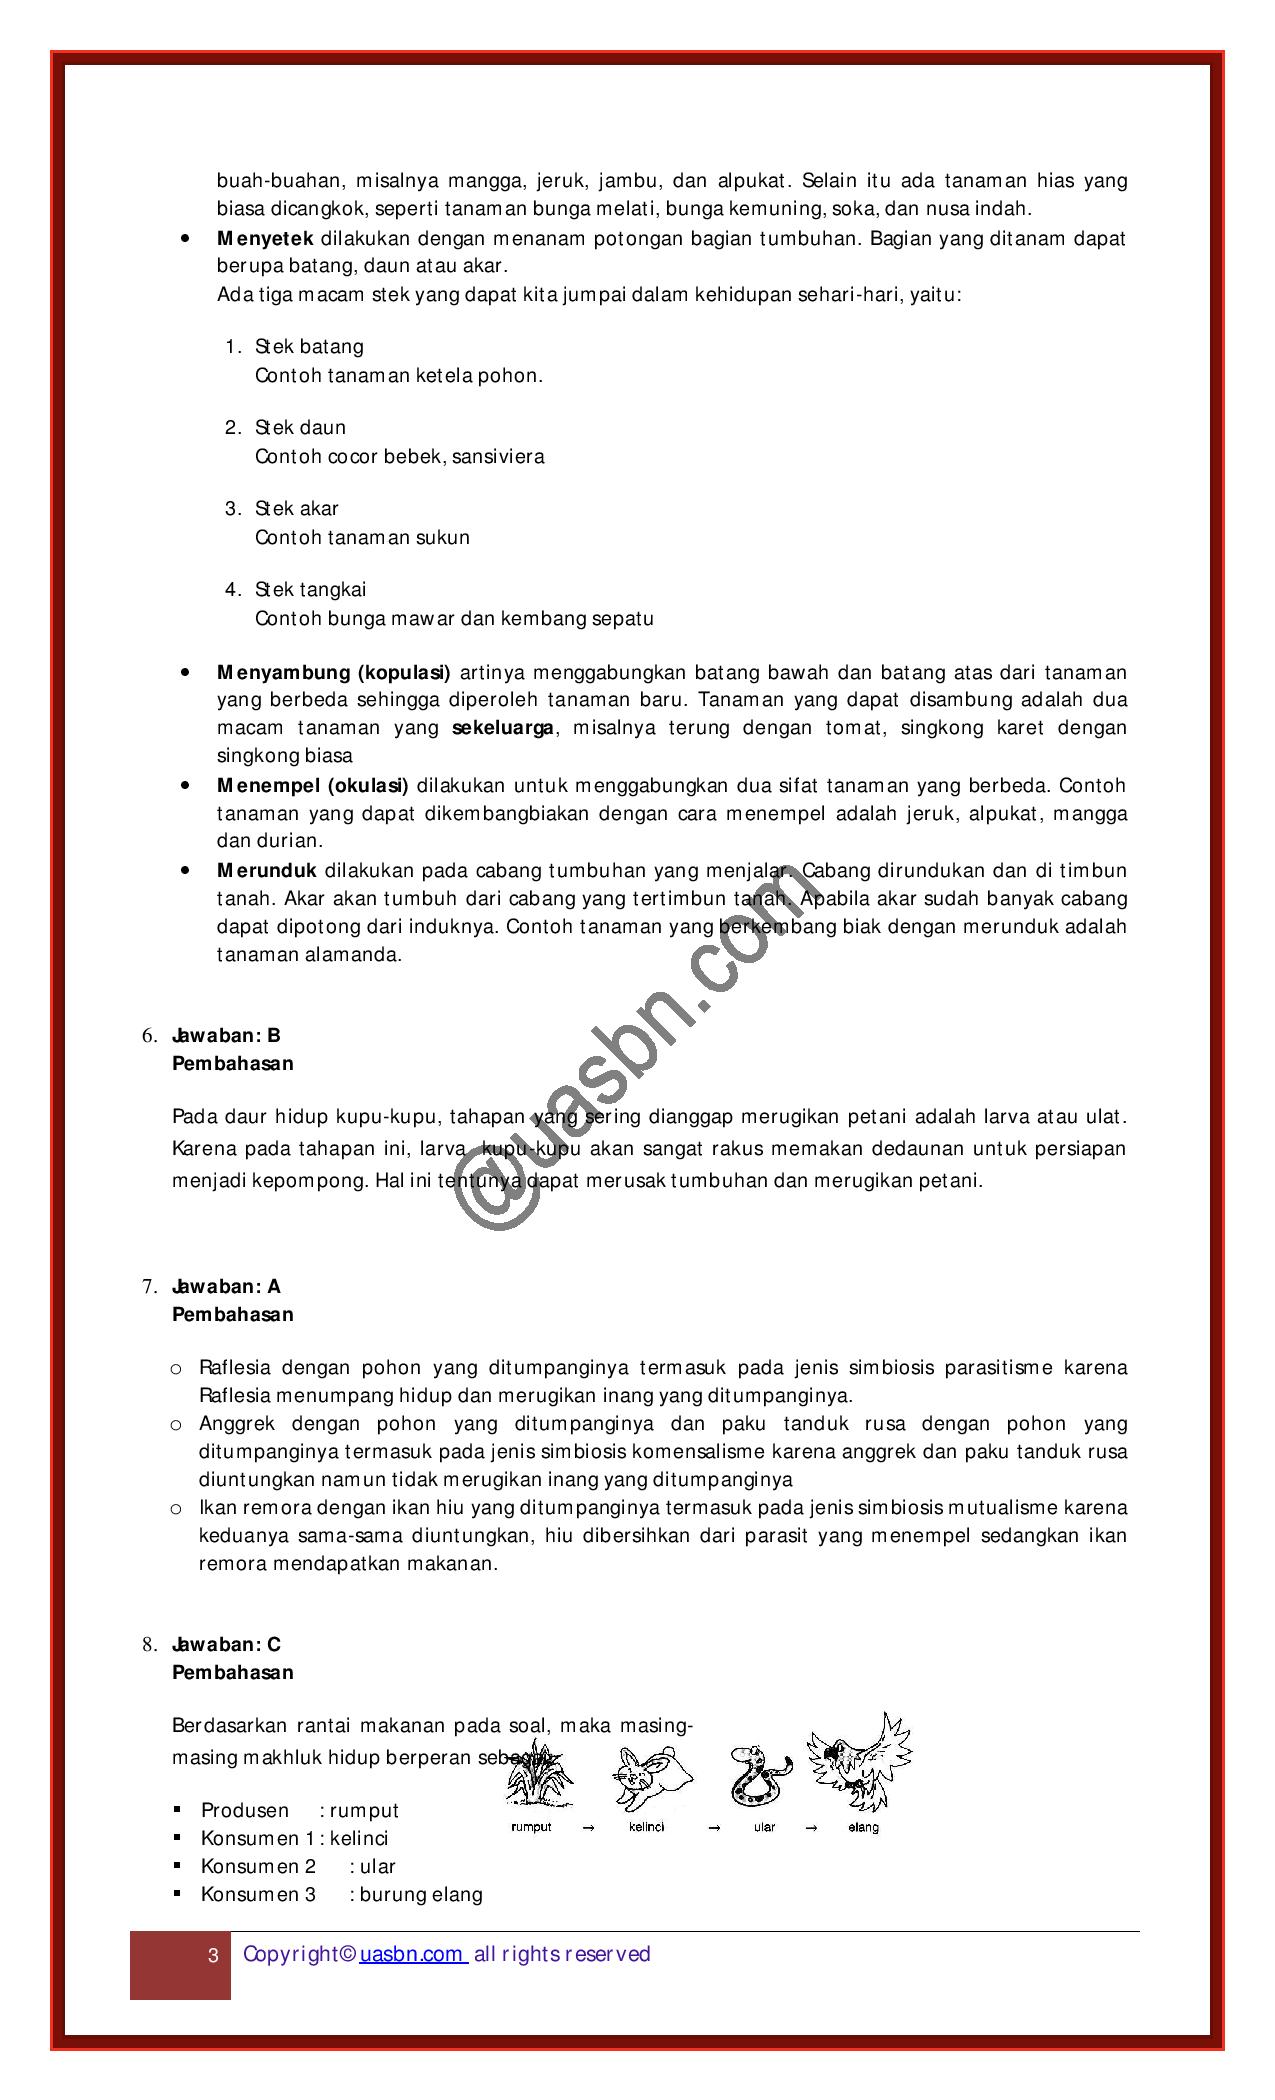 buah-buahan, misalnya mangga, jeruk, jambu, dan alpukat. Selain itu ada tanaman hias yang
biasa dicangkok, seperti tanaman bunga melati, bunga kemuning, soka, dan nusa indah.
• Menyetek dilakukan dengan menanam potongan bagian tumbuhan. Bagian yang ditanam dapat
berupa batang, daun atau akar.
Ada tiga macam stek yang dapat kita jumpai dalam kehidupan sehari-hari, yaitu:
1. Stek batang
Contoh tanaman ketela pohon.
2. Stek daun
Contoh cocor bebek, sansiviera
3. Stek akar
Contoh tanaman sukun
4. Stek tangkai
Contoh bunga mawar dan kembang sepatu
• Menyambung (kopulasi) artinya menggabungkan batang bawah dan batang atas dari tanaman
yang berbeda sehingga diperoleh tanaman baru. Tanaman yang dapat disambung adalah dua
macam tanaman yang sekeluarga, misalnya terung dengan tomat, singkong karet dengan
singkong biasa
• Menempel (okulasi) dilakukan untuk menggabungkan dua sifat tanaman yang berbeda. Contoh
tanaman yang dapat dikembangbiakan dengan cara menempel adalah jeruk, alpukat, mangga
dan durian.
• Merunduk dilakukan pada cabang tumbuhan yang menjalar. Cabang dirundukan dan di timbun
tanah. Akar akan tumbuh dari cabang yang tertimbun tanah. Apabila akar sudah banyak cabang
dapat dipotong dari induknya. Contoh tanaman yang berkembang biak dengan merunduk adalah
tanaman alamanda.
@uasbn.com
6. Jawaban: B
Pembahasan
Pada daur hidup kupu-kupu, tahapan yang sering dianggap merugikan petani adalah larva atau ulat.
Karena pada tahapan ini, larva kupu-kupu akan sangat rakus memakan dedaunan untuk persiapan
menjadi kepompong. Hal ini tentunya dapat merusak tumbuhan dan merugikan petani.
7. Jawaban: A
Pembahasan
o Raflesia dengan pohon yang ditumpanginya termasuk pada jenis simbiosis parasitisme karena
Raflesia menumpang hidup dan merugikan inang yang ditumpanginya.
o Anggrek dengan pohon yang ditumpanginya dan paku tanduk rusa dengan pohon yang
ditumpanginya termasuk pada jenis simbiosis komensalisme karena anggrek dan paku tanduk rusa
diuntungkan namun tidak merugikan inang yang ditumpanginya
o Ikan remora dengan ikan hiu yang ditumpanginya termasuk pada jenis simbiosis mutualisme karena
keduanya sama-sama diuntungkan, hiu dibersihkan dari parasit yang menempel sedangkan ikan
remora mendapatkan makanan.
8. Jawaban: C
Pembahasan
Berdasarkan rantai makanan pada soal, maka masing-
masing makhluk hidup berperan
▪ Produsen : rumput
▪ Konsumen 1 : kelinci
▪ Konsumen 2 : ular
▪ Konsumen 3 : burung elang
rumput → kelinci → ular → elang
3 Copyright© uasbn.com all rights reserved